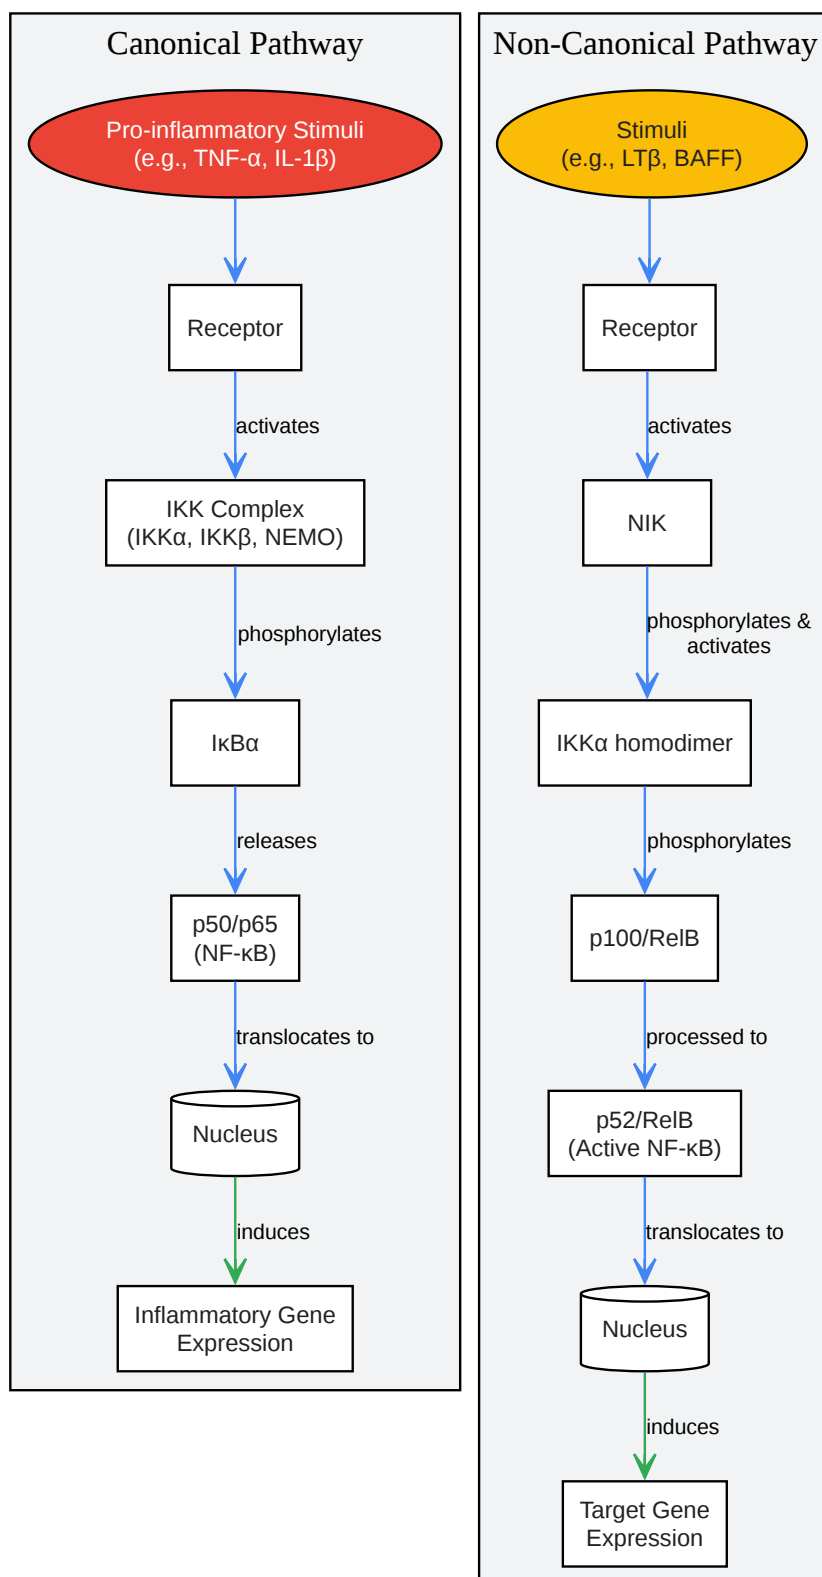 Canonical Pathway
Pro-inflammatory Stimuli
(e.g., TNF-α, IL-1β)
Receptor
activates
IKK Complex
(IKKα, IKKβ, NEMO)
phosphorylates
IκBα
releases
p50/p65
(NF-κB)
translocates to
Nucleus
induces
Inflammatory Gene
Expression
Non-Canonical Pathway
Stimuli
(e.g., LTβ, BAFF)
Receptor
activates
NIK
phosphorylates &
activates
IKKα homodimer
phosphorylates
p100/RelB
processed to
p52/RelB
(Active NF-κB)
translocates to
Nucleus
induces
Target Gene
Expression